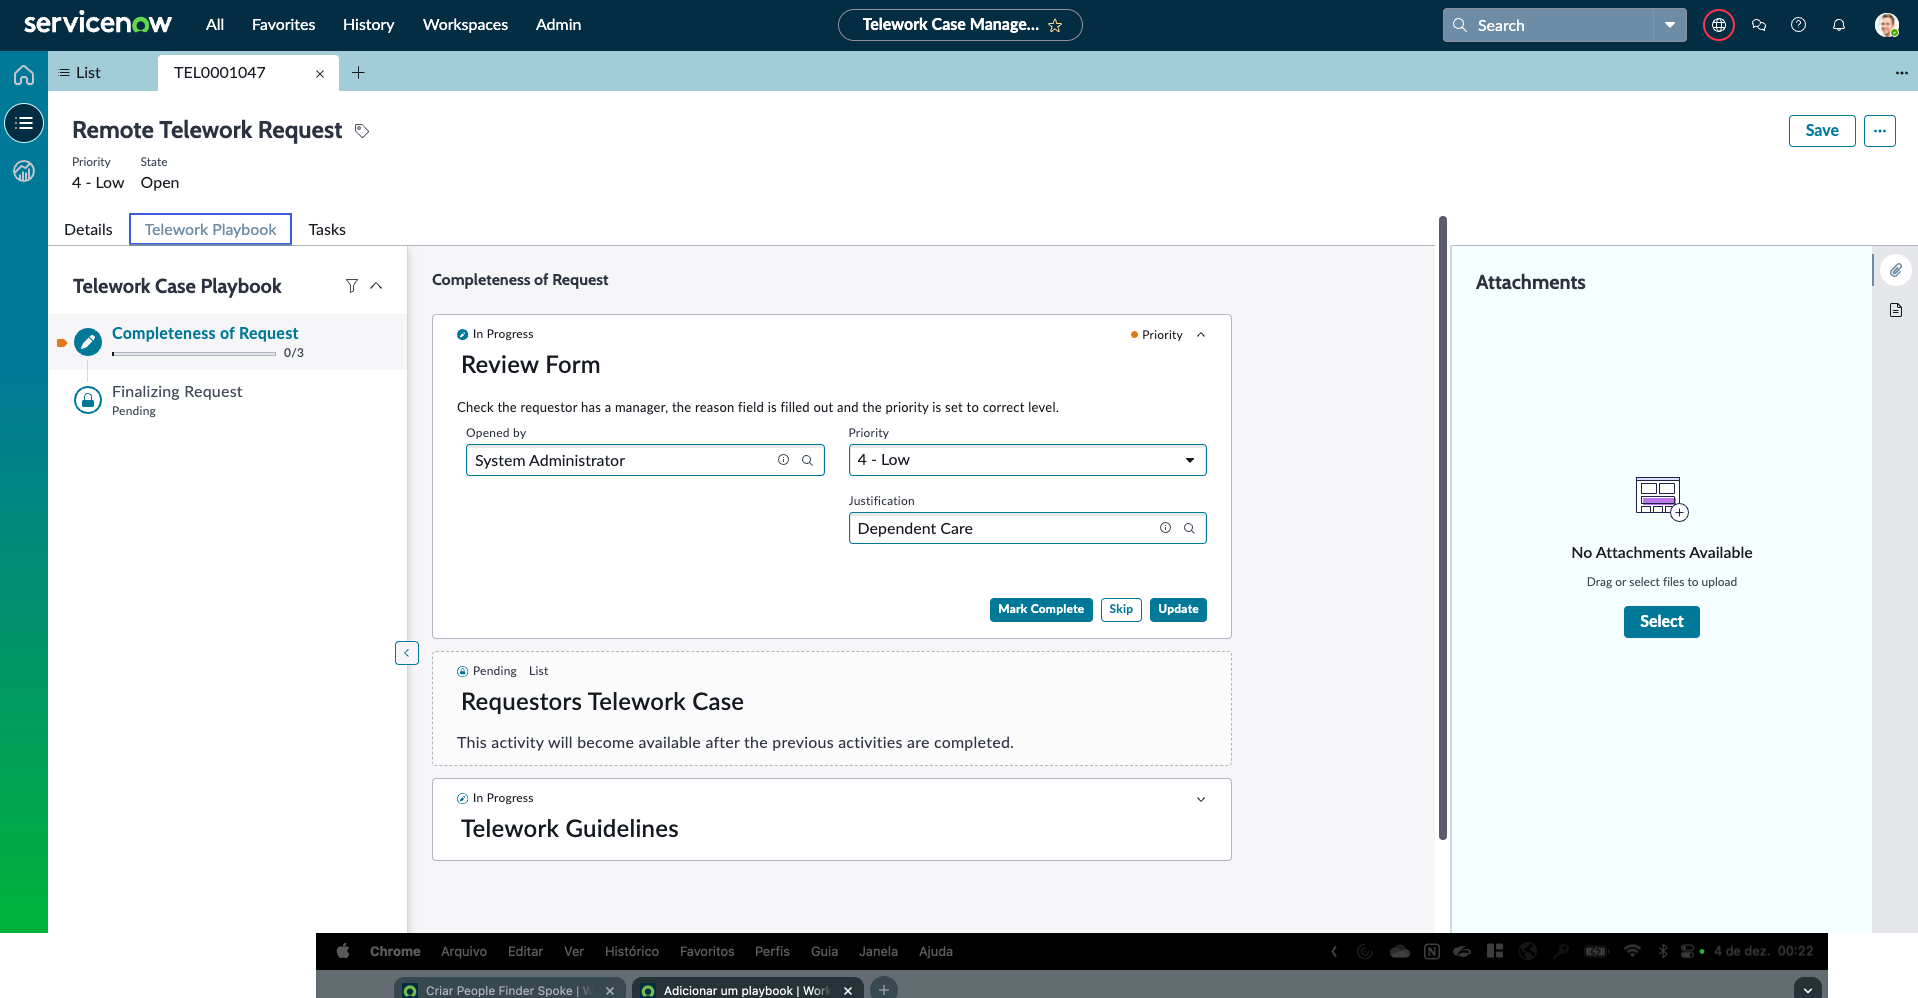 servicenow
All Favorites History Workspaces Admin
Telework Case Manage...
Search
List
TEL0001047
Remote Telework Request
Save
Priority State
4 - Low Open
Details Telework Playbook Tasks
Telework Case Playbook
Completeness of Request
0/3
Finalizing Request
Pending
Completeness of Request
In Progress
Priority
Review Form
Check the requestor has a manager, the reason field is filled out and the priority is set to correct level.
Opened by
System Administrator
Priority
4 - Low
Justification
Dependent Care
Mark Complete Skip Update
Pending List
Requestors Telework Case
This activity will become available after the previous activities are completed.
In Progress
Telework Guidelines
Attachments
No Attachments Available
Drag or select files to upload
Select
Chrome Arquivo Editar Ver Histórico Favoritos Perfis Guia Janela Ajuda
4 de dez. 00:22
Criar People Finder Spoke | W
Adicionar um playbook | Work